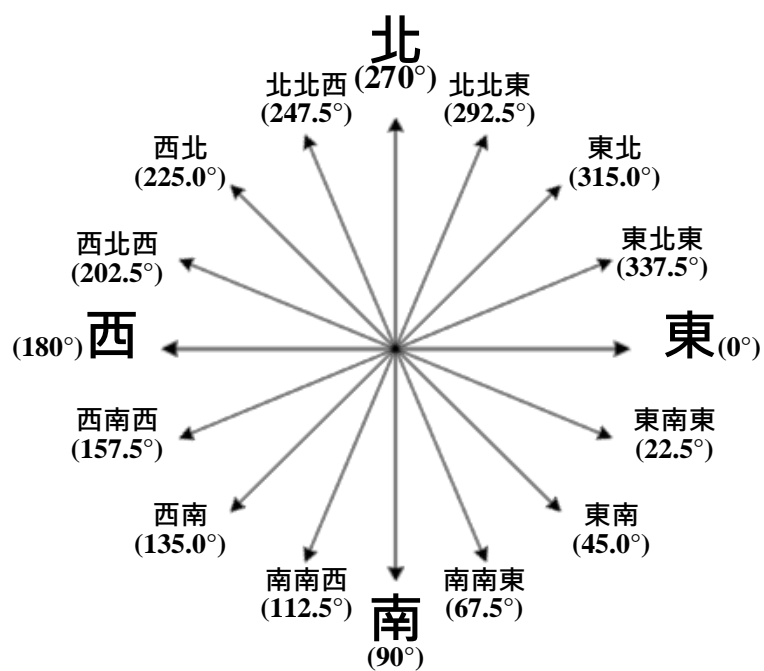 北
(270°)
北北西
(247.5°)
北北東
(292.5°)
西北
(225.0°)
東北
(315.0°)
西北西
(202.5°)
東北東
(337.5°)
(180°) 西
東 (0°)
西南西
(157.5°)
東南東
(22.5°)
西南
(135.0°)
東南
(45.0°)
南南西
(112.5°)
南南東
(67.5°)
南
(90°)